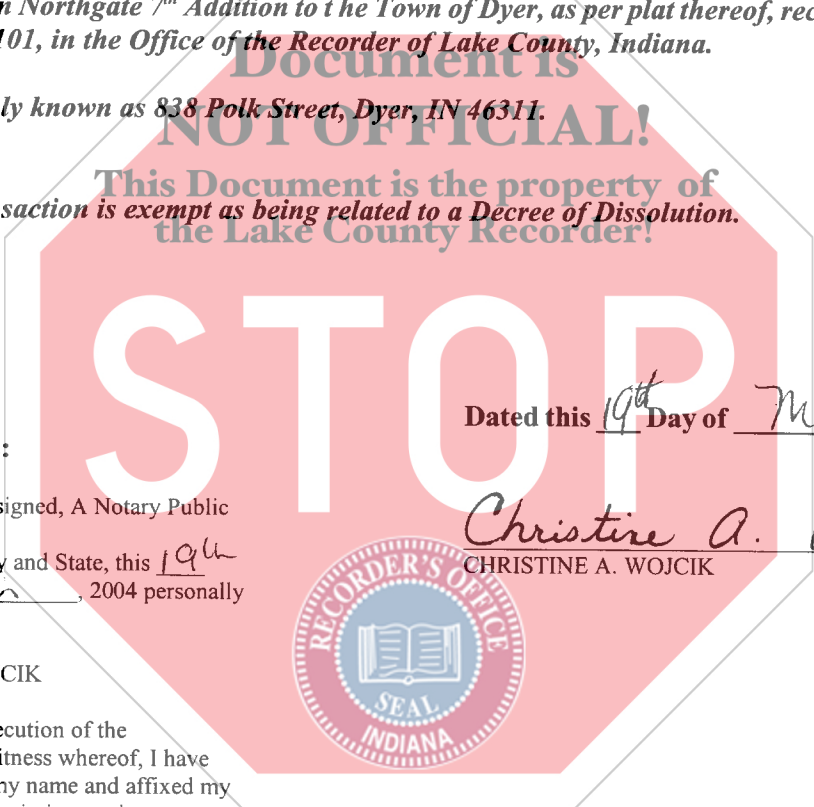 Northgate 7th Addition to t he Town of Dyer, as per plat thereof, rec
101, in the Office of the Recorder of Lake County, Indiana.
Document is
ly known as 838 Polk Street, Dyer, IN 46311.
NOT OFFICIAL!
This Document is the property of
saction is exempt as being related to a Decree of Dissolution.
the Lake County Recorder!
STOP
Dated this 19th Day of M
:
signed, A Notary Public
Christine A.
y and State, this 19th
CHRISTINE A. WOJCIK
, 2004 personally
RECORDER'S OFFICE
SEAL
INDIANA
CIK
ecution of the
itness whereof, I have
ny name and affixed my